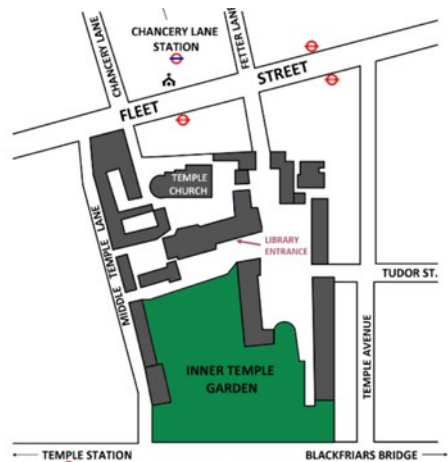 CHANCERY LANE
CHANCERY LANE
STATION
FETTER LANE
FLEET
STREET
TEMPLE
CHURCH
LIBRARY
ENTRANCE
MIDDLE TEMPLE LANE
TUDOR ST.
INNER TEMPLE
GARDEN
TEMPLE AVENUE
TEMPLE STATION
BLACKFRIARS BRIDGE